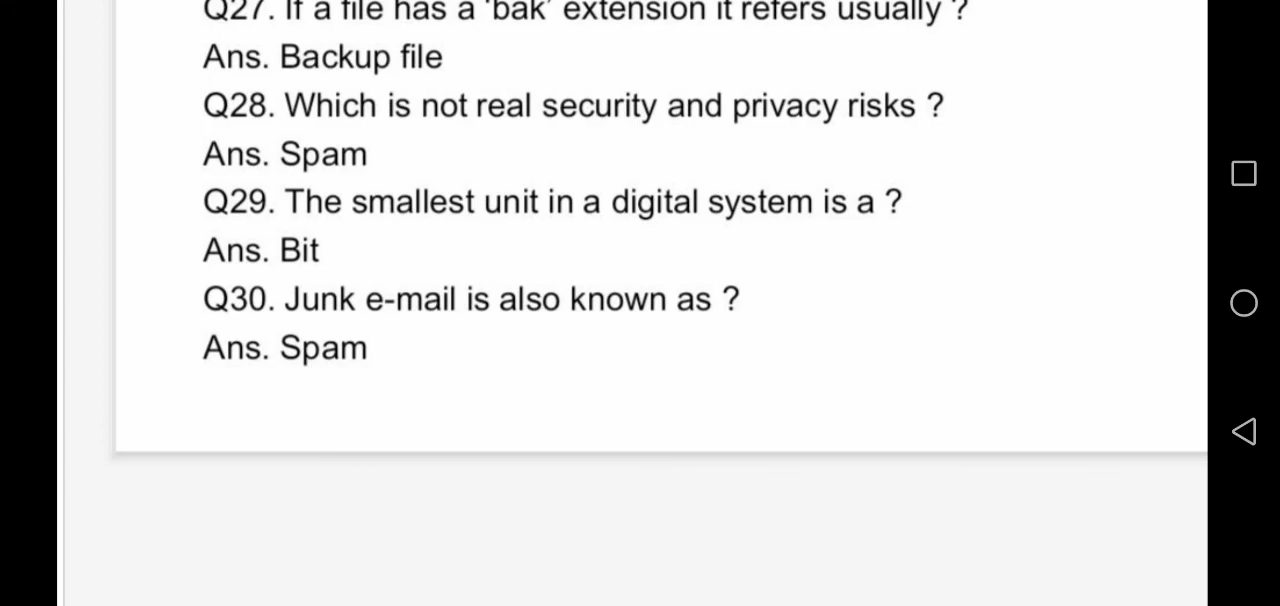 Q27. If a file has a 'bak' extension it refers usually ?
Ans. Backup file
Q28. Which is not real security and privacy risks ?
Ans. Spam
Q29. The smallest unit in a digital system is a ?
Ans. Bit
Q30. Junk e-mail is also known as ?
Ans. Spam